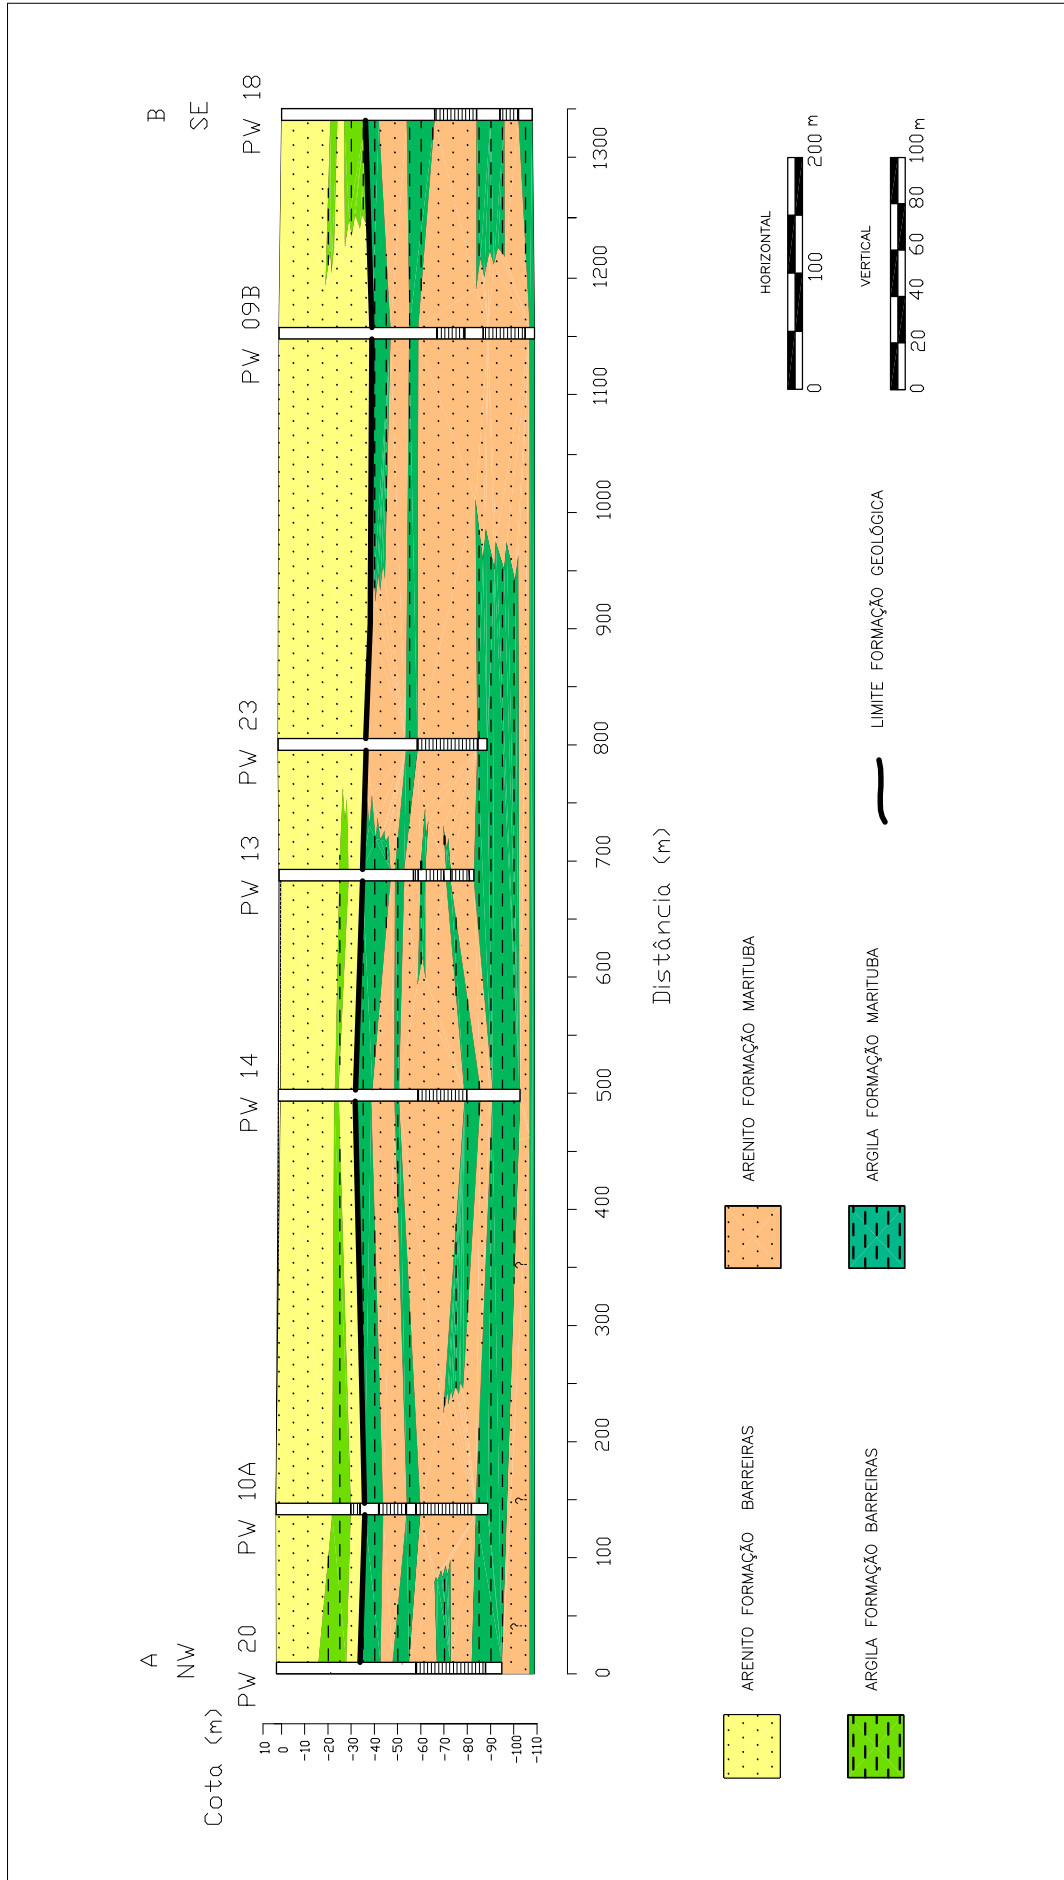 A
B
NW
SE
PW 20
PW 10A
PW 14
PW 13
PW 23
PW 09B
PW 18
Cota (m)
10
0
-10
-20
-30
-40
-50
-60
-70
-80
-90
-100
-110
?
?
?
0
100
200
300
400
500
600
700
800
900
1000
1100
1200
1300
Distância (m)
ARENITO FORMAÇÃO BARREIRAS
ARENITO FORMAÇÃO MARITUBA
ARGILA FORMAÇÃO BARREIRAS
ARGILA FORMAÇÃO MARITUBA
LIMITE FORMAÇÃO GEOLÓGICA
HORIZONTAL
0 100 200 m
VERTICAL
0 20 40 60 80 100 m